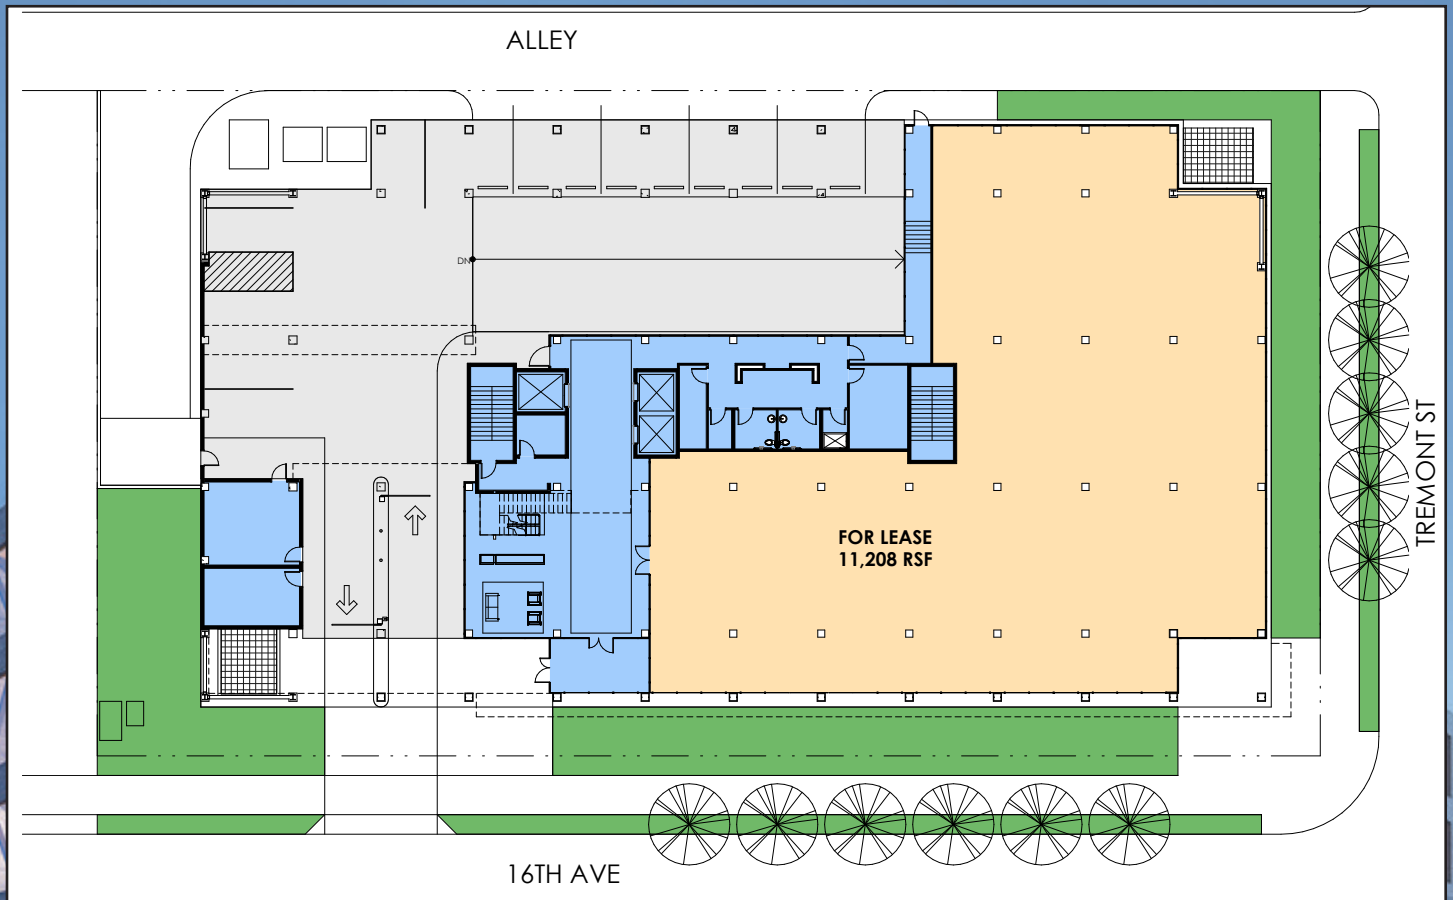 ALLEY
DN
FOR LEASE
11,208 RSF
TREMONT ST
16TH AVE